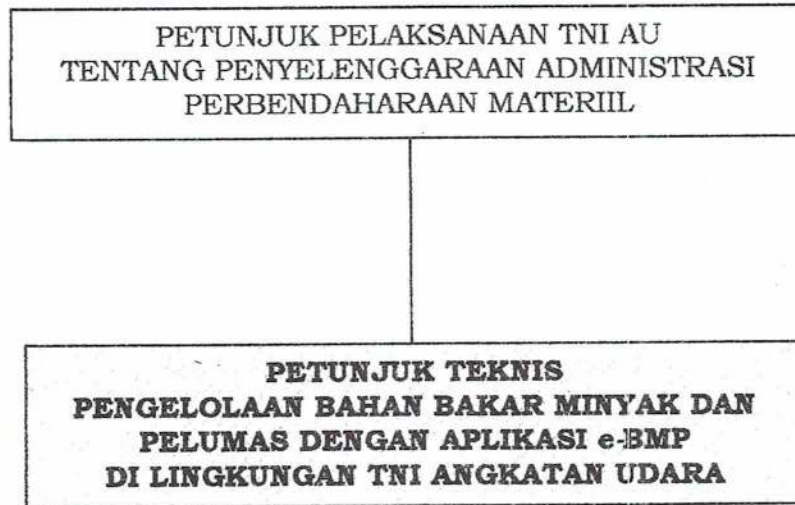 PETUNJUK PELAKSANAAN TNI AU
TENTANG PENYELENGGARAAN ADMINISTRASI
PERBENDAHARAAN MATERIIL
PETUNJUK TEKNIS
PENGELOLAAN BAHAN BAKAR MINYAK DAN
PELUMAS DENGAN APLIKASI e-BMP
DI LINGKUNGAN TNI ANGKATAN UDARA